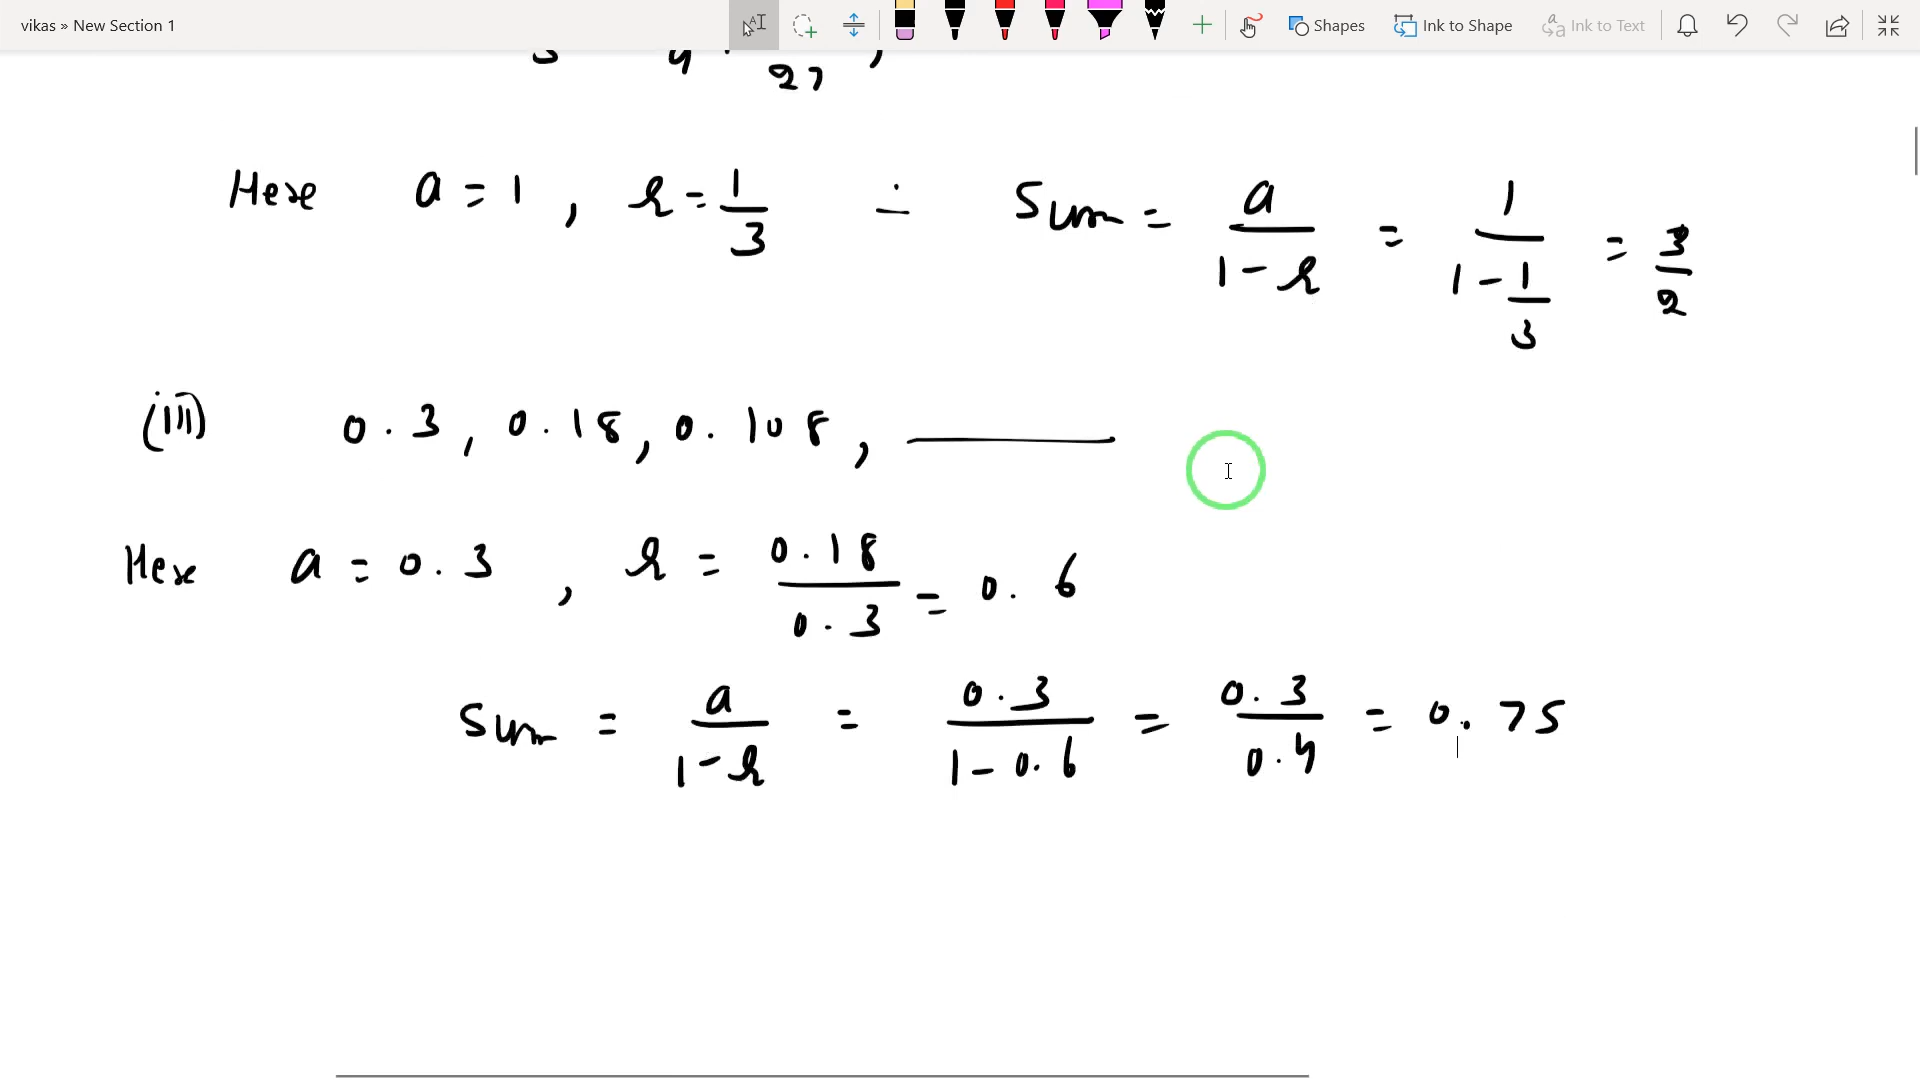 vikas » New Section 1
Shapes
Ink to Shape
Ink to Text
27 ,
Here a = 1 , r = 1/3 ∴ Sum = a/(1 - r) = 1/(1 - 1/3) = 3/2
(iii) 0.3, 0.18, 0.108, ———
Here a = 0.3 , r = 0.18/0.3 = 0.6
Sum = a/(1 - r) = 0.3/(1 - 0.6) = 0.3/0.4 = 0.75